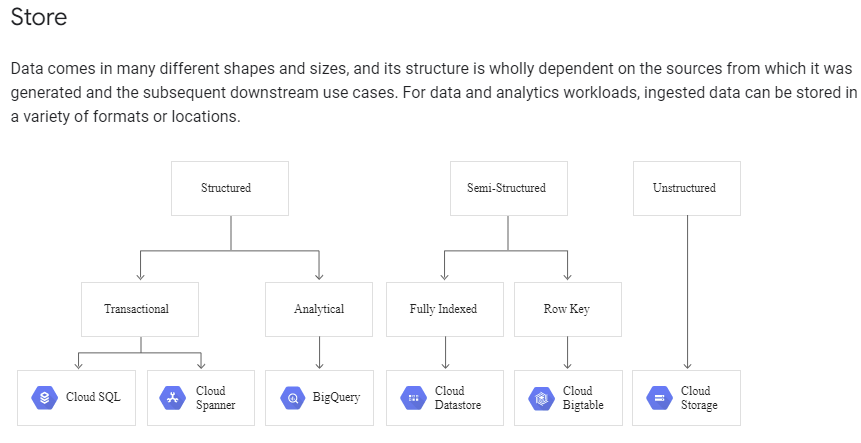 Store
Data comes in many different shapes and sizes, and its structure is wholly dependent on the sources from which it was
generated and the subsequent downstream use cases. For data and analytics workloads, ingested data can be stored in
a variety of formats or locations.
Structured
Semi-Structured
Unstructured
Transactional
Analytical
Fully Indexed
Row Key
Cloud SQL
Cloud
Spanner
BigQuery
Cloud
Datastore
Cloud
Bigtable
Cloud
Storage